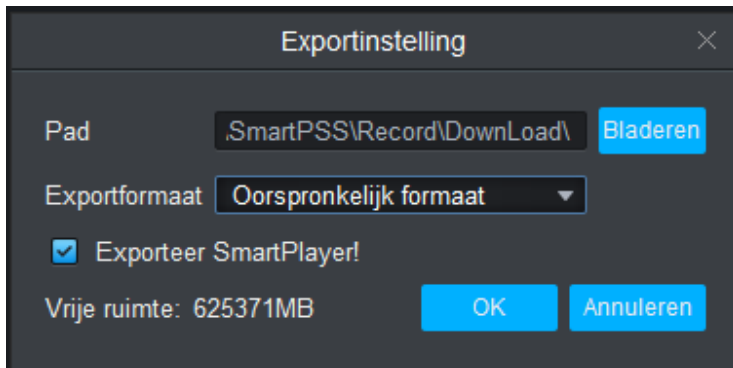 Exportinstelling
Pad SmartPSS\Record\DownLoad\ Bladeren
Exportformaat Oorspronkelijk formaat
Exporteer SmartPlayer!
Vrije ruimte: 625371MB OK Annuleren